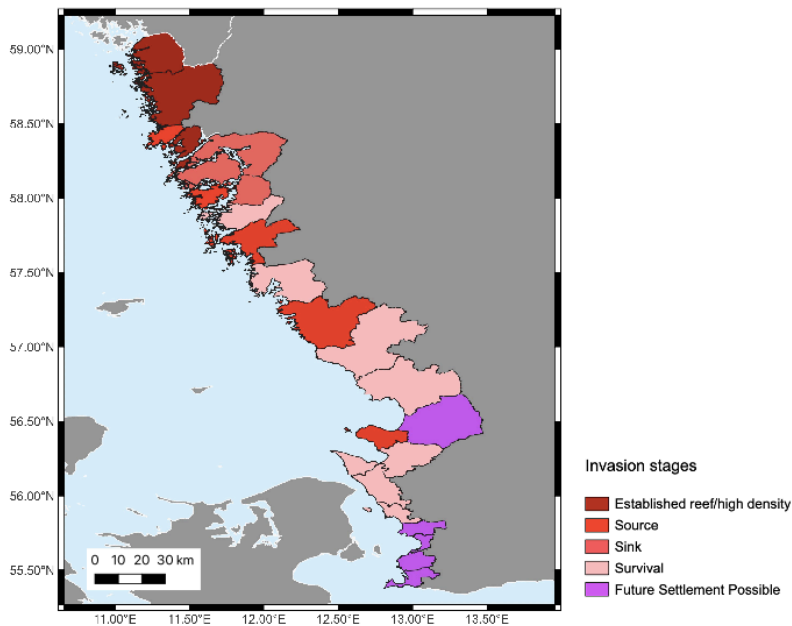 59.00°N
58.50°N
58.00°N
57.50°N
57.00°N
56.50°N
56.00°N
55.50°N
0 10 20 30 km
11.00°E 11.50°E 12.00°E 12.50°E 13.00°E 13.50°E
Invasion stages
Established reef/high density
Source
Sink
Survival
Future Settlement Possible